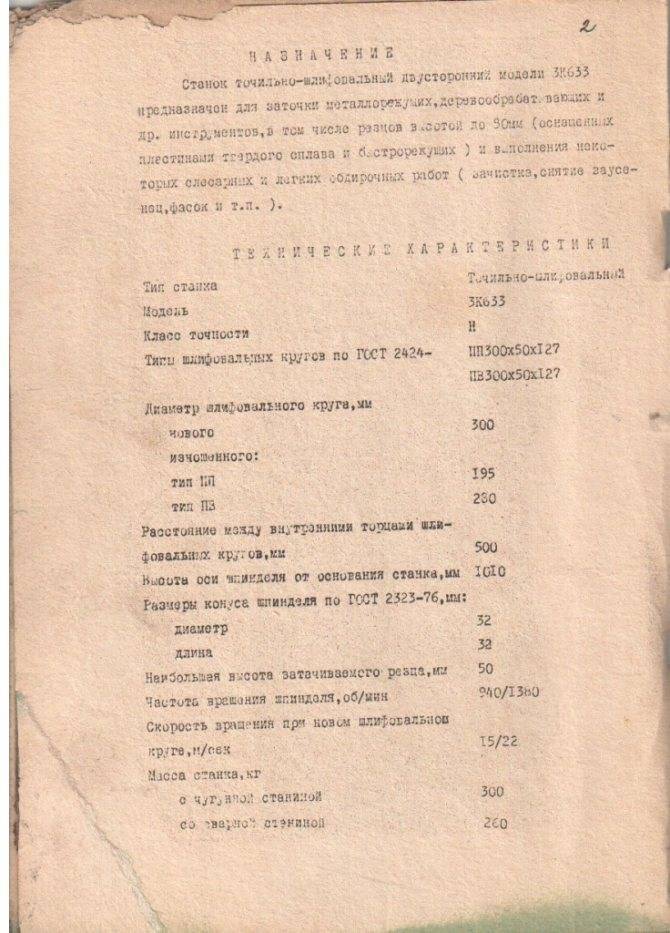 2
НАЗНАЧЕНИЕ
Станок точильно-шлифовальный двусторонний модели 3К633
предназначен для заточки металлорежущих,деревообрабатывающих и
др. инструментов,в том числе резцов высотой до 50мм (оснащенных
пластинами твердого сплава и быстрорежущих ) и выполнения неко-
торых слесарных и легких обдирочных работ ( зачистка,снятие заусе-
нец,фасок и т.п. ).
ТЕХНИЧЕСКИЕ ХАРАКТЕРИСТИКИ
Тип станка Точильно-шлифовальный
Модель 3К633
Класс точности Н
Типы шлифовальных кругов по ГОСТ 2424- ПП300х50х127
ПВ300х50х127
Диаметр шлифовального круга,мм
нового 300
изношенного:
тип ПП 195
тип ПВ 280
Расстояние между внутренними торцами шли-
фовальных кругов,мм 500
Высота оси шпинделя от основания станка,мм 1010
Размеры конуса шпинделя по ГОСТ 2323-76,мм:
диаметр 32
длина 32
Наибольшая высота затачиваемого резца,мм 50
Частота вращения шпинделя,об/мин 940/1380
Скорость вращения при новом шлифовальном
круге,м/сек 15/22
Масса станка,кг
с чугунной станиной 300
со сварной станиной 260